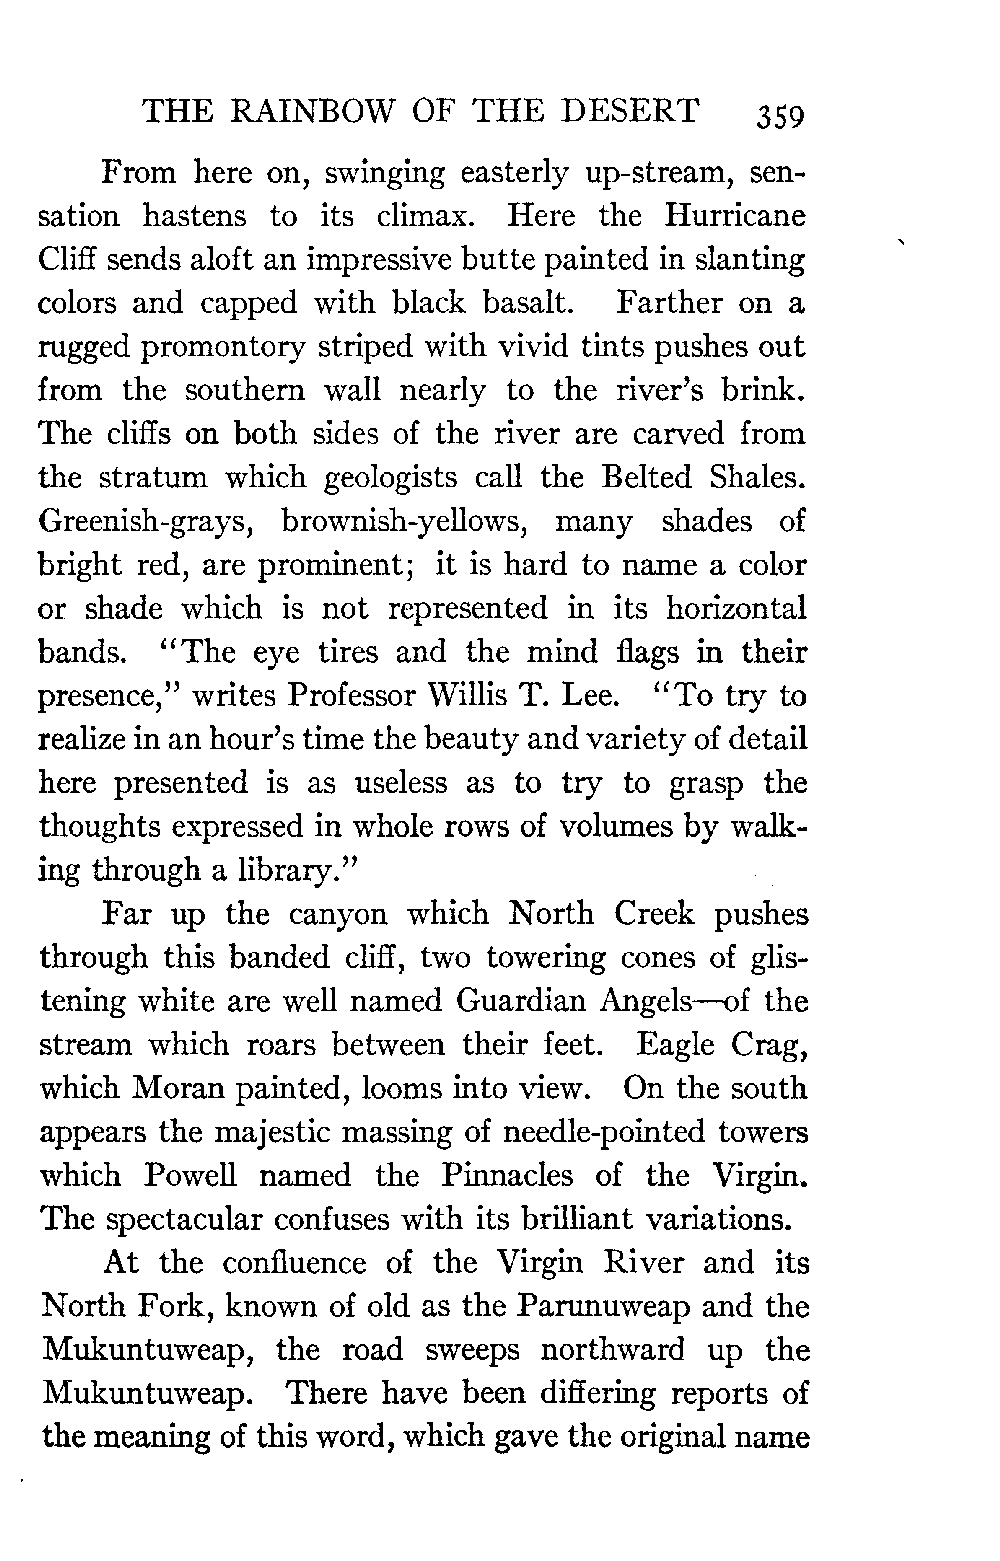 THE RAINBOW OF THE DESERT 359
From here on, swinging easterly up-stream, sen-
sation hastens to its climax. Here the Hurricane
Cliff sends aloft an impressive butte painted in slanting
colors and capped with black basalt. Farther on a
rugged promontory striped with vivid tints pushes out
from the southern wall nearly to the river's brink.
The cliffs on both sides of the river are carved from
the stratum which geologists call the Belted Shales.
Greenish-grays, brownish-yellows, many shades of
bright red, are prominent; it is hard to name a color
or shade which is not represented in its horizontal
bands. "The eye tires and the mind flags in their
presence," writes Professor Willis T. Lee. "To try to
realize in an hour's time the beauty and variety of detail
here presented is as useless as to try to grasp the
thoughts expressed in whole rows of volumes by walk-
ing through a library."
Far up the canyon which North Creek pushes
through this banded cliff, two towering cones of glis-
tening white are well named Guardian Angels—of the
stream which roars between their feet. Eagle Crag,
which Moran painted, looms into view. On the south
appears the majestic massing of needle-pointed towers
which Powell named the Pinnacles of the Virgin.
The spectacular confuses with its brilliant variations.
At the confluence of the Virgin River and its
North Fork, known of old as the Parunuweap and the
Mukuntuweap, the road sweeps northward up the
Mukuntuweap. There have been differing reports of
the meaning of this word, which gave the original name